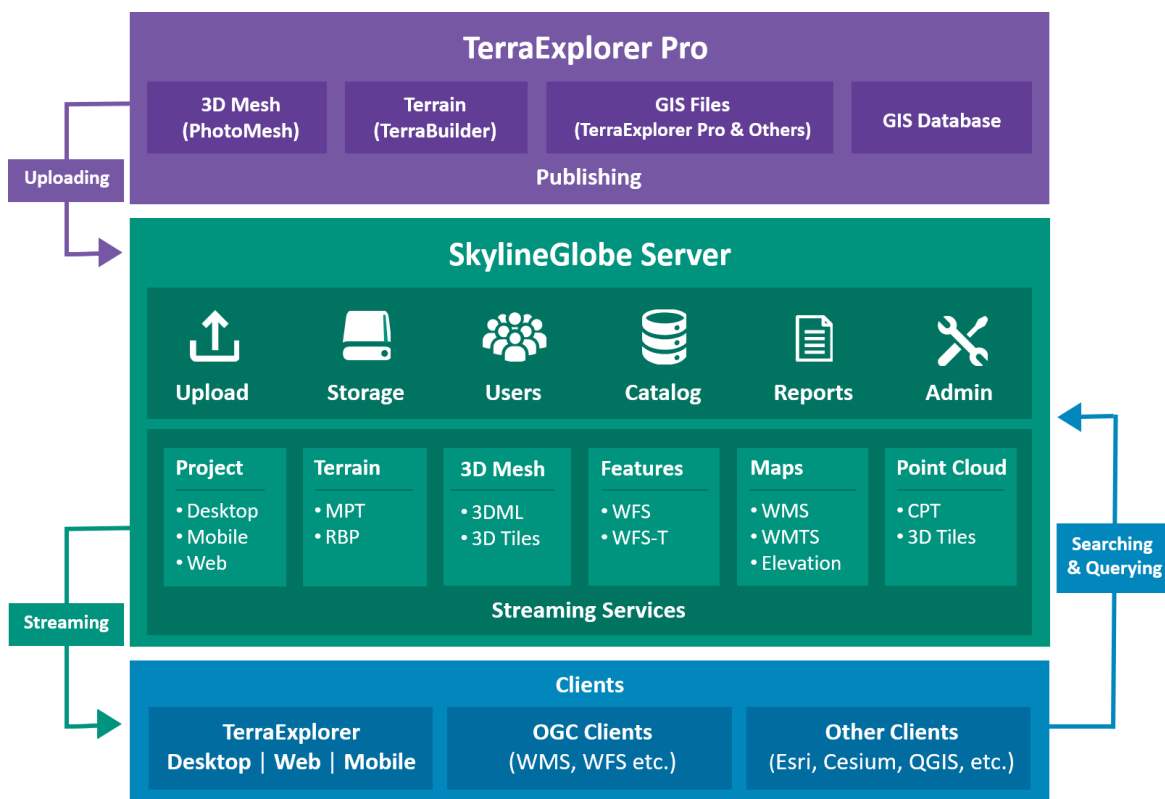 TerraExplorer Pro
3D Mesh
(PhotoMesh)
Terrain
(TerraBuilder)
GIS Files
(TerraExplorer Pro & Others)
GIS Database
Publishing
Uploading
SkylineGlobe Server
Upload
Storage
Users
Catalog
Reports
Admin
Project
• Desktop
• Mobile
• Web
Terrain
• MPT
• RBP
3D Mesh
• 3DML
• 3D Tiles
Features
• WFS
• WFS-T
Maps
• WMS
• WMTS
• Elevation
Point Cloud
• CPT
• 3D Tiles
Streaming Services
Searching
& Querying
Streaming
Clients
TerraExplorer
Desktop | Web | Mobile
OGC Clients
(WMS, WFS etc.)
Other Clients
(Esri, Cesium, QGIS, etc.)